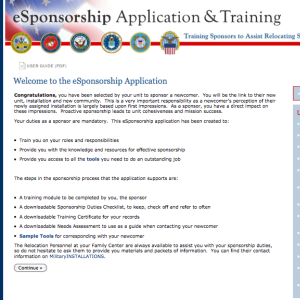 eSponsorship Application & Training
Training Sponsors to Assist Relocating S
USER GUIDE (PDF)
Welcome to the eSponsorship Application
Congratulations, you have been selected by your unit to sponsor a newcomer. You will be the link to their new
unit, installation and new community. This is a very important responsibility as a newcomer's perception of their
newly assigned installation is largely based upon first impressions. As a sponsor, you have a direct impact on
these impressions. Proactive sponsorship leads to unit cohesiveness and mission success.
Your duties as a sponsor are mandatory. This eSponsorship application has been created to:
• Train you on your roles and responsibilities
• Provide you with the knowledge and resources for effective sponsorship
• Provide you access to all the tools you need to do an outstanding job
The steps in the sponsorship process that the application supports are:
• A training module to be completed by you, the sponsor
• A downloadable Sponsorship Duties Checklist, to keep, check off and refer to often
• A downloadable Training Certificate for your records
• A downloadable Needs Assessment to use as a guide when contacting your newcomer
• Sample Tools for corresponding with your newcomer
The Relocation Personnel at your Family Center are always available to assist you with your sponsorship duties,
so do not hesitate to ask them to provide you materials and packets of information. You can find their contact
information on MilitaryINSTALLATIONS.
Continue »